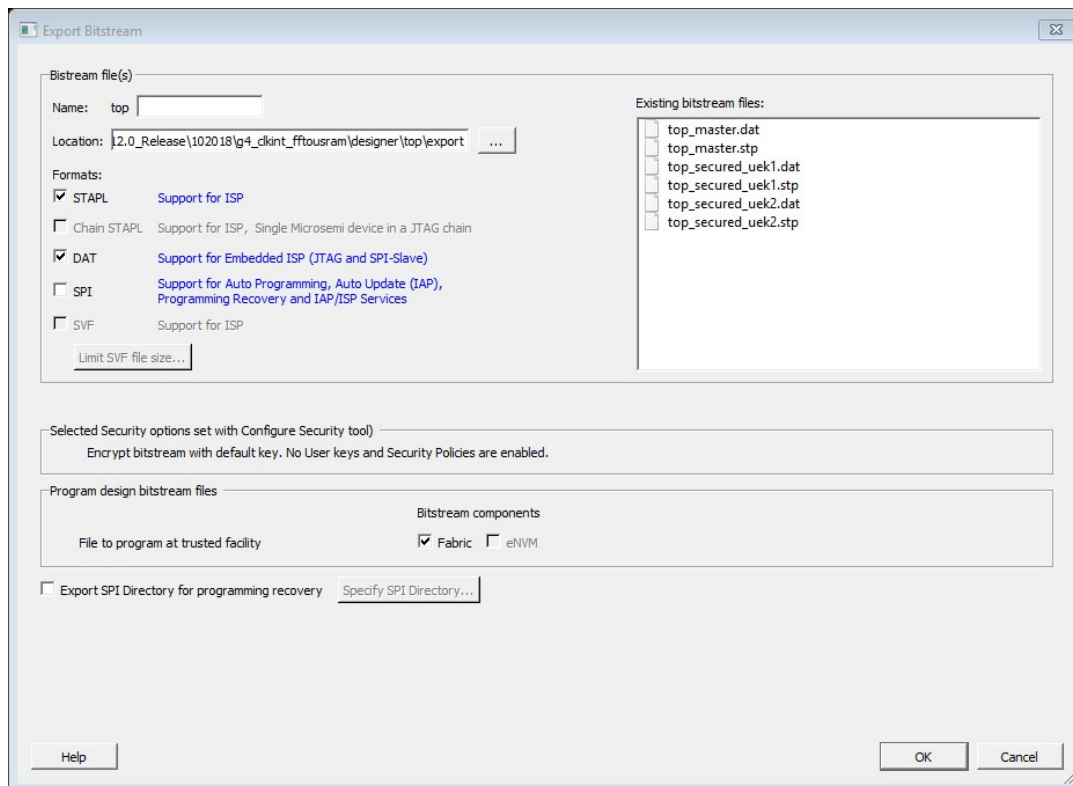 Export Bitstream
Bistream file(s)
Name: top
Location: 12.0_Release\102018\g4_clkint_fftousram\designer\top\export ...
Formats:
STAPL Support for ISP
Chain STAPL Support for ISP, Single Microsemi device in a JTAG chain
DAT Support for Embedded ISP (JTAG and SPI-Slave)
SPI Support for Auto Programming, Auto Update (IAP),
Programming Recovery and IAP/ISP Services
SVF Support for ISP
Limit SVF file size...
Existing bitstream files:
top_master.dat
top_master.stp
top_secured_uek1.dat
top_secured_uek1.stp
top_secured_uek2.dat
top_secured_uek2.stp
Selected Security options set with Configure Security tool)
Encrypt bitstream with default key. No User keys and Security Policies are enabled.
Program design bitstream files
Bitstream components
File to program at trusted facility Fabric eNVM
Export SPI Directory for programming recovery Specify SPI Directory...
Help OK Cancel